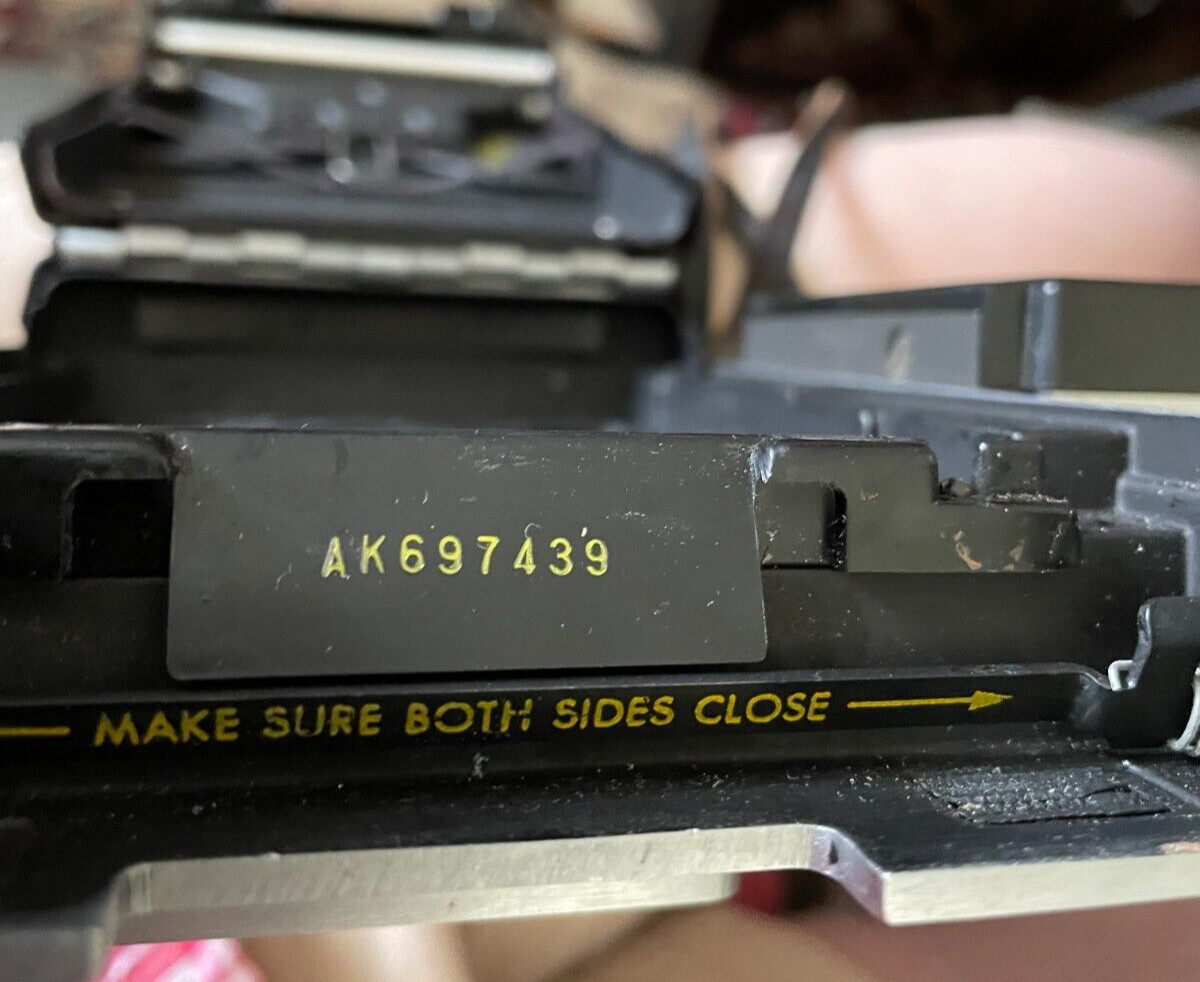 AK697439
MAKE SURE BOTH SIDES CLOSE